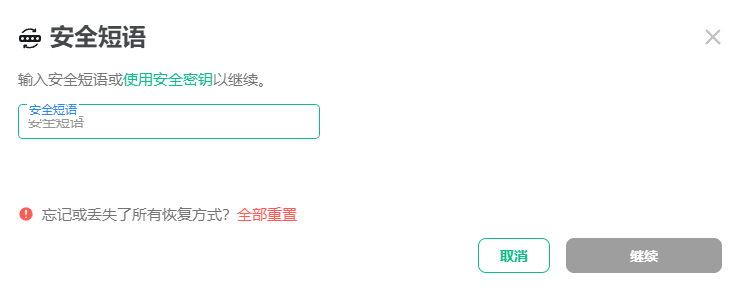 安全短语
输入安全短语或使用安全密钥以继续。
安全短语
安全短语
忘记或丢失了所有恢复方式？全部重置
取消
继续